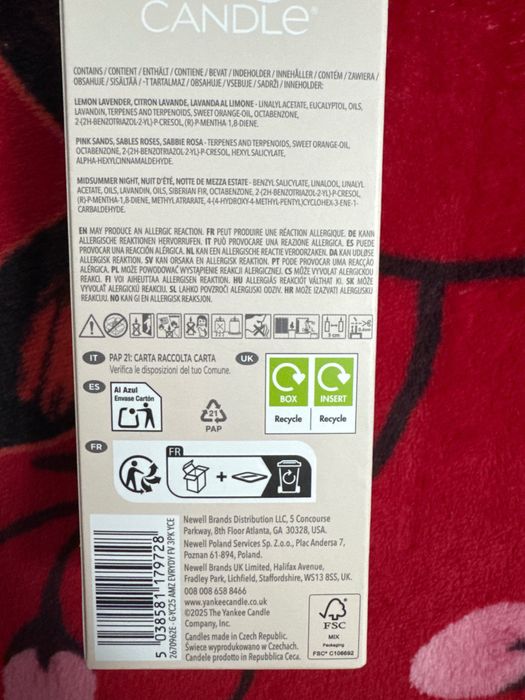 CANDLE®
CONTAINS / CONTIENT / ENTHÄLT / CONTIENE / BEVAT / INDEHOLDER / INNEHÅLLER / CONTÉM / ZAWIERA /
OBSAHUJE / SISÄLTÄÄ / -T TARTALMAZ / OBSAHUJE / VSEBUJE / SADRŽI / INNEHOLDER:
LEMON LAVENDER, CITRON LAVANDE, LAVANDA AL LIMONE - LINALYL ACETATE, EUCALYPTOL, OILS,
LAVANDIN, TERPENES AND TERPENOIDS, SWEET ORANGE-OIL, OCTABENZONE,
2-(2H-BENZOTRIAZOL-2-YL)-P-CRESOL, (R)-P-MENTHA-1,8-DIENE.
PINK SANDS, SABLES ROSES, SABBIE ROSA - TERPENES AND TERPENOIDS, SWEET ORANGE-OIL,
OCTABENZONE, 2-(2H-BENZOTRIAZOL-2-YL)-P-CRESOL, HEXYL SALICYLATE,
ALPHA-HEXYLCINNAMALDEHYDE.
MIDSUMMER NIGHT, NUIT D'ÉTÉ, NOTTE DE MEZZA ESTATE - BENZYL SALICYLATE, LINALOOL, LINALYL
ACETATE, OILS, LAVANDIN, OILS, SIBERIAN FIR, OCTABENZONE, 2-(2H-BENZOTRIAZOL-2-YL)-P-CRESOL,
(R)-P-MENTHA-1,8-DIENE, METHYL ATRARATE, 4-(4-HYDROXY-4-METHYL-PENTYL)CYCLOHEX-3-ENE-1-
CARBALDEHYDE.
EN MAY PRODUCE AN ALLERGIC REACTION. FR PEUT PRODUIRE UNE RÉACTION ALLERGIQUE. DE KANN
ALLERGISCHE REAKTIONEN HERVORRUFEN. IT PUÒ PROVOCARE UNA REAZIONE ALLERGICA. ES PUEDE
PROVOCAR UNA REACCIÓN ALÉRGICA. NL KAN EEN ALLERGISCHE REACTIE VEROORZAKEN. DA KAN UDLØSE
ALLERGISK REAKTION. SV KAN ORSAKA EN ALLERGISK REAKTION. PT PODE PROVOCAR UMA REACÇÃO
ALÉRGICA. PL MOŻE POWODOWAĆ WYSTĄPIENIE REAKCJI ALERGICZNEJ. CS MŮŽE VYVOLAT ALERGICKOU
REAKCI. FI VOI AIHEUTTAA ALLERGISEN REAKTION. HU ALLERGIÁS REAKCIÓT VÁLTHAT KI. SK MÔŽE
VYVOLAŤ ALERGICKÚ REAKCIU. SL LAHKO POVZROČI ALERGIJSKI ODZIV. HR MOŽE IZAZVATI ALERGIJSKU
REAKCIJU. NO KAN GI EN ALLERGISK REAKSJON.
IT PAP 21: CARTA RACCOLTA CARTA
Verifica le disposizioni del tuo Comune.
UK
BOX
INSERT
Recycle
Recycle
ES
Al Azul
Envase Cartón
21
PAP
FR
FR
+
5 038581 179728
2670962E - G YC25 AMZ EVRYDY FV 3PK YCE
Newell Brands Distribution LLC, 5 Concourse
Parkway, 8th Floor Atlanta, GA 30328, USA.
Newell Poland Services Sp. Z.o.o., Plac Andersa 7,
Poznan 61-894, Poland.
Newell Brands UK Limited, Halifax Avenue,
Fradley Park, Lichfield, Staffordshire, WS13 8SS, UK.
008 008 658 8466
www.yankeecandle.co.uk
©2025 The Yankee Candle
Company, Inc.
Candles made in Czech Republic.
Świece wyprodukowano w Czechach.
Candele prodotto in Repubblica Ceca.
FSC
MIX
Packaging
FSC® C106692